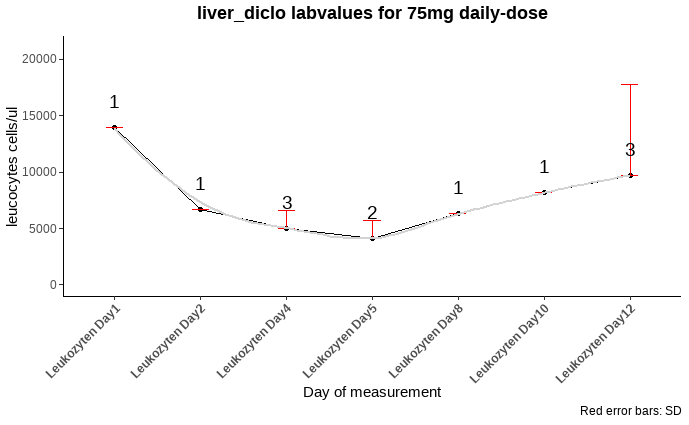 liver_diclo labvalues for 75mg daily-dose
leucocytes cells/ul
20000
15000
10000
5000
0
1
1
3
2
1
1
3
Leukozyten Day1
Leukozyten Day2
Leukozyten Day4
Leukozyten Day5
Leukozyten Day8
Leukozyten Day10
Leukozyten Day12
Day of measurement
Red error bars: SD